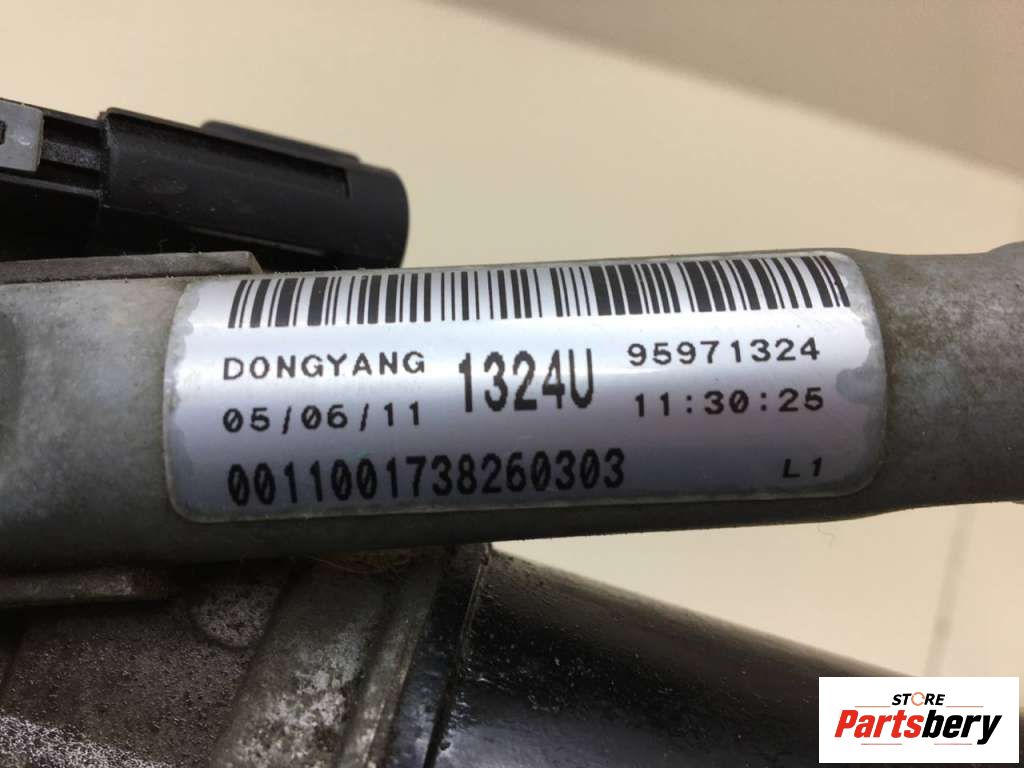 DONGYANG 1324U 95971324
05/06/11 11:30:25
0011001738260303 L1
STORE
Partsbery